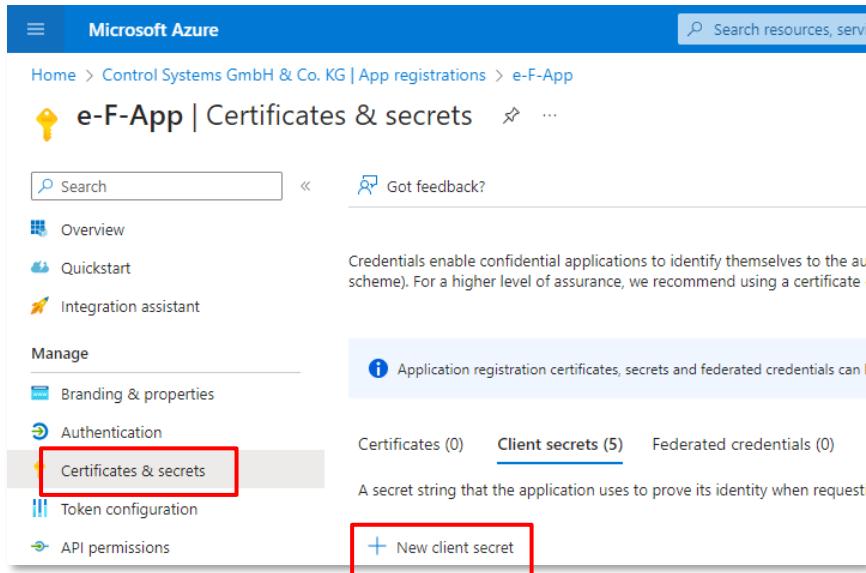 Microsoft Azure
Search resources, servi
Home > Control Systems GmbH & Co. KG | App registrations > e-F-App
e-F-App | Certificates & secrets
Search
Got feedback?
Overview
Quickstart
Integration assistant
Credentials enable confidential applications to identify themselves to the au
scheme). For a higher level of assurance, we recommend using a certificate
Manage
Application registration certificates, secrets and federated credentials can
Branding & properties
Authentication
Certificates & secrets
Token configuration
API permissions
Certificates (0) Client secrets (5) Federated credentials (0)
A secret string that the application uses to prove its identity when requesti
New client secret